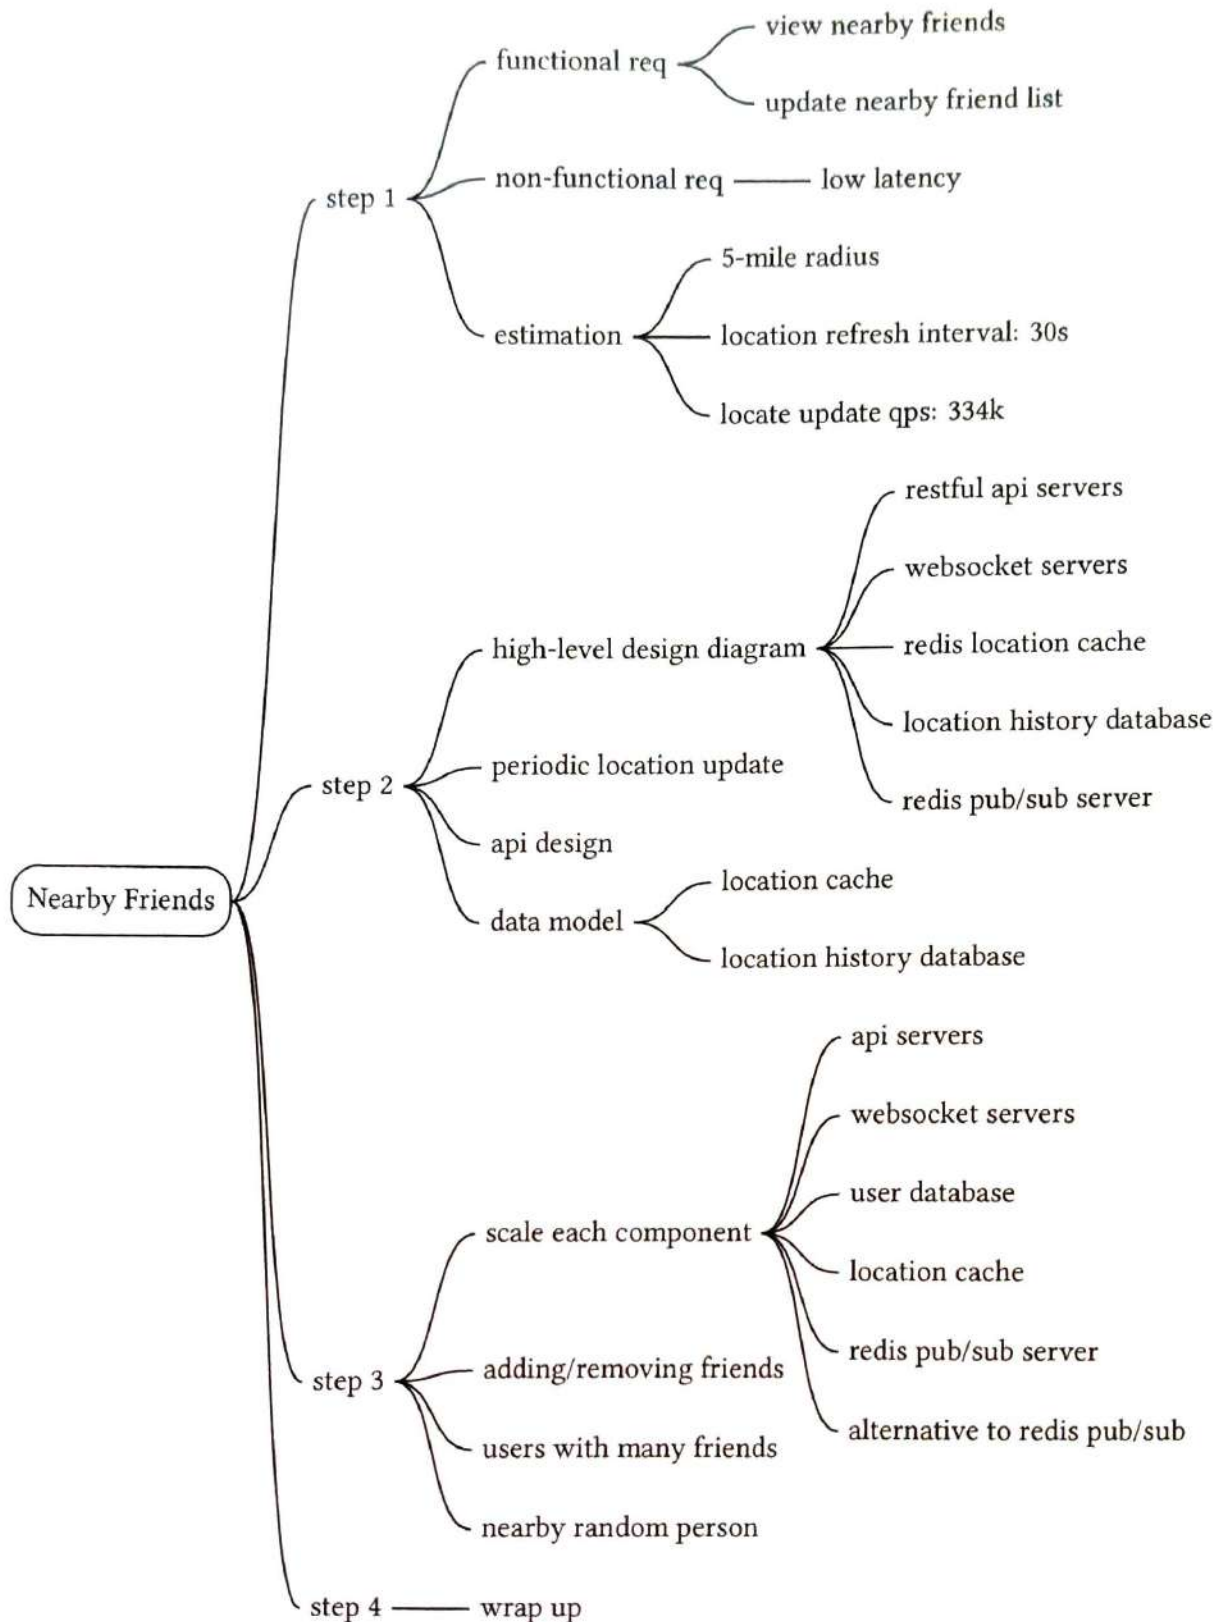 Nearby Friends
step 1
functional req
view nearby friends
update nearby friend list
non-functional req
low latency
estimation
5-mile radius
location refresh interval: 30s
locate update qps: 334k
step 2
high-level design diagram
restful api servers
websocket servers
redis location cache
location history database
redis pub/sub server
periodic location update
api design
data model
location cache
location history database
step 3
scale each component
api servers
websocket servers
user database
location cache
redis pub/sub server
alternative to redis pub/sub
adding/removing friends
users with many friends
nearby random person
step 4
wrap up